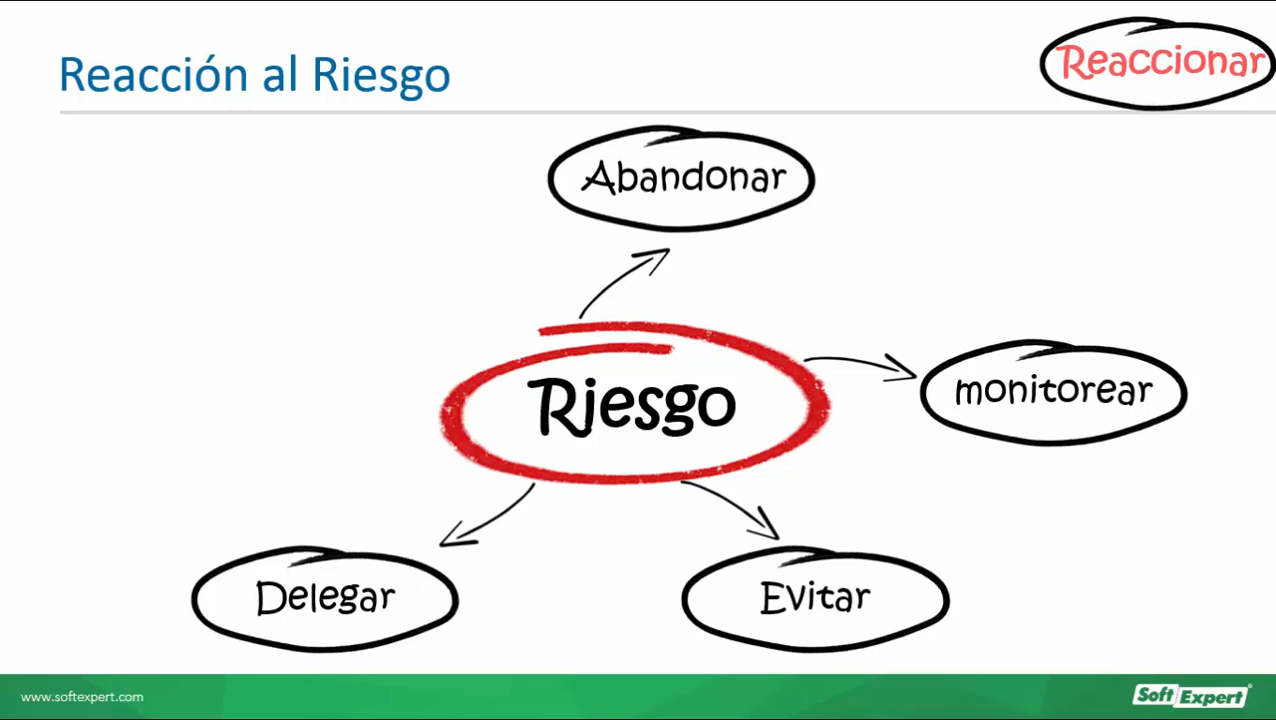 Reacción al Riesgo
Reaccionar
Abandonar
Riesgo
monitorear
Delegar
Evitar
www.softexpert.com
Soft Expert